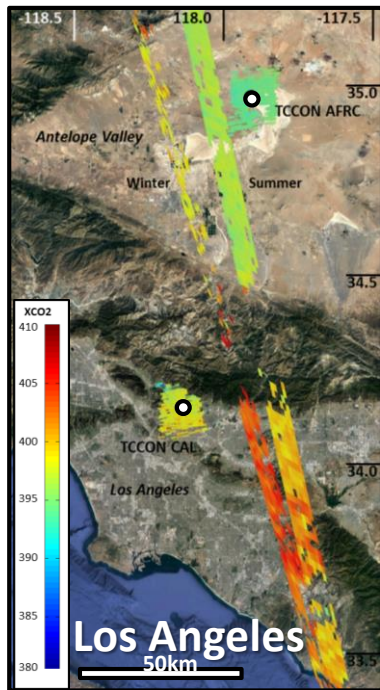 -118.5
118.0
-117.5
35.0
TCCON AFRC
Antelope Valley
Winter
Summer
34.5
XCO2
410
405
400
395
390
385
380
TCCON CAL
34.0
Los Angeles
33.5
Los Angeles
50km